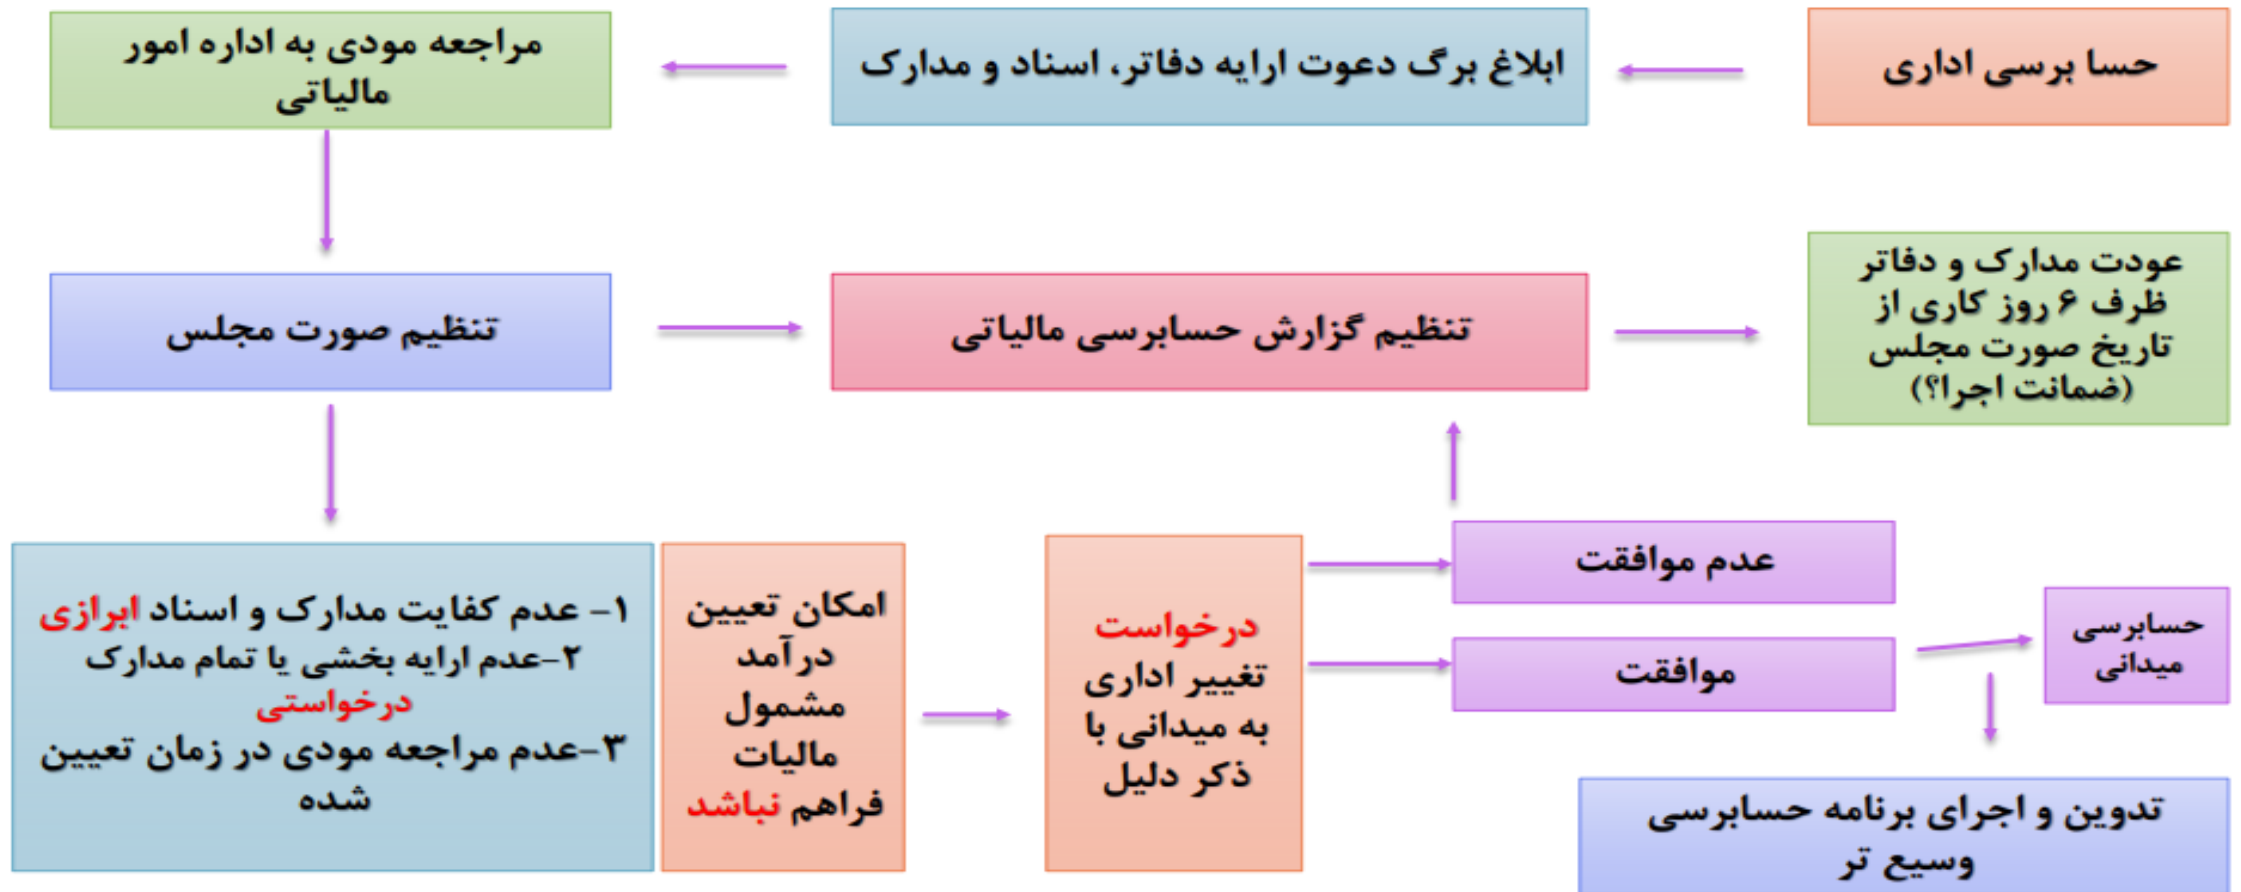 حسا برسی اداری
ابلاغ برگ دعوت ارایه دفاتر، اسناد و مدارک
مراجعه مودی به اداره امور
مالیاتی
تنظیم صورت مجلس
تنظیم گزارش حسابرسی مالیاتی
عودت مدارک و دفاتر
ظرف ۶ روز کاری از
تاریخ صورت مجلس
(ضمانت اجرا؟)
۱- عدم کفایت مدارک و اسناد ابرازی
۲-عدم ارایه بخشی یا تمام مدارک
درخواستی
۳-عدم مراجعه مودی در زمان تعیین
شده
امکان تعیین
درآمد
مشمول
مالیات
فراهم نباشد
درخواست
تغییر اداری
به میدانی با
ذکر دلیل
عدم موافقت
موافقت
حسابرسی
میدانی
تدوین و اجرای برنامه حسابرسی
وسیع تر